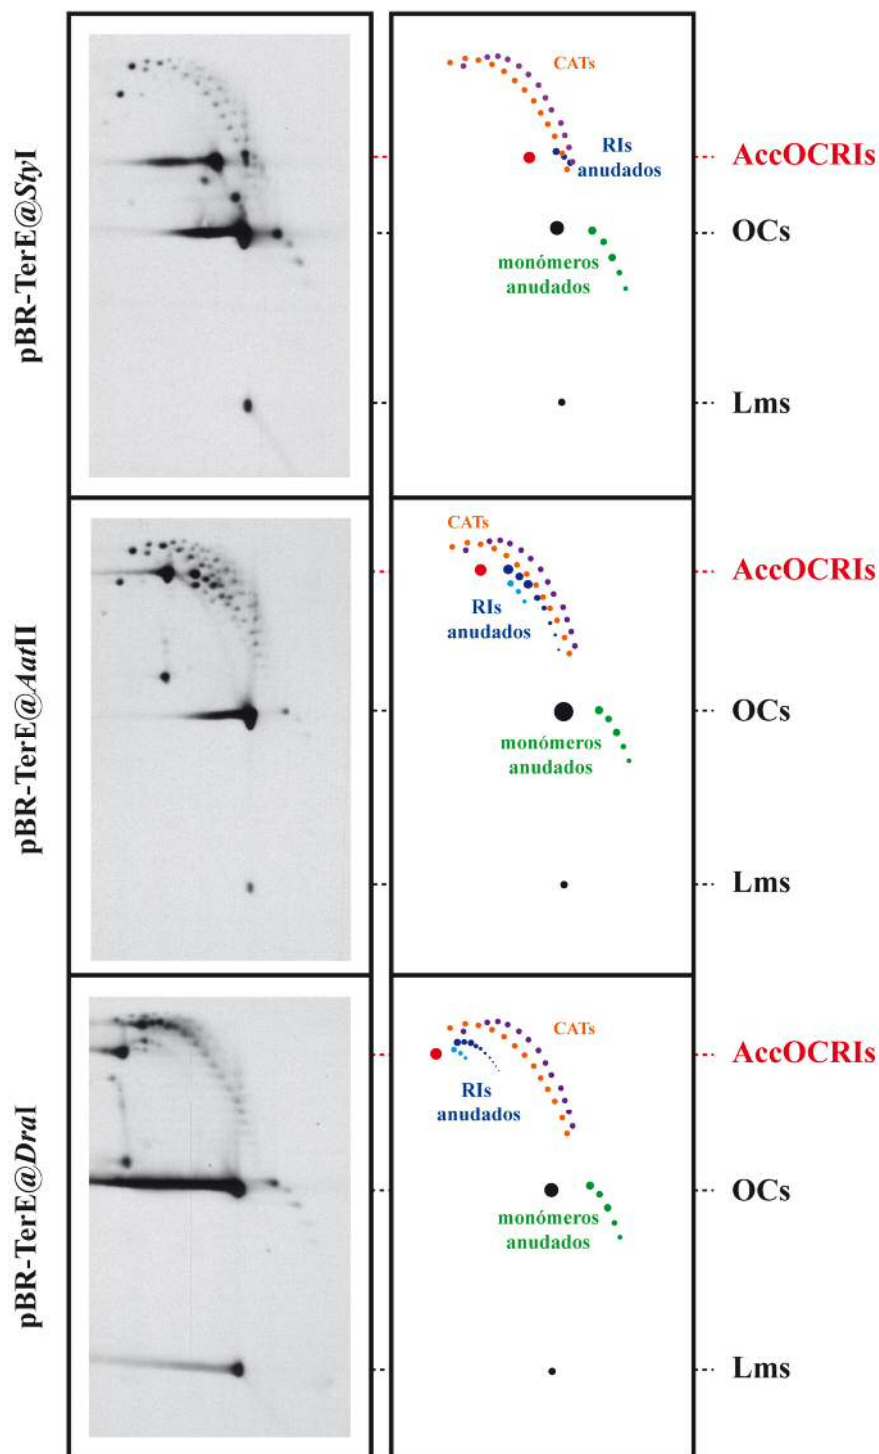 pBR-TerE@StyI
CATs
RIs
anudados
monómeros
anudados
AccOCRIs
OCs
Lms
pBR-TerE@AatII
CATs
RIs
anudados
monómeros
anudados
AccOCRIs
OCs
Lms
pBR-TerE@DraI
CATs
RIs
anudados
monómeros
anudados
AccOCRIs
OCs
Lms